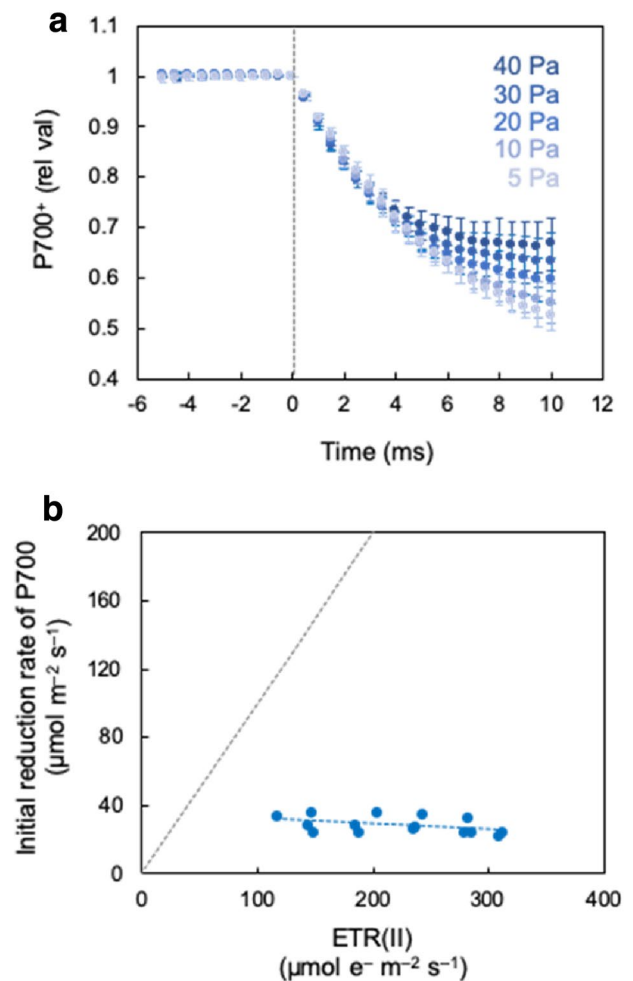 a
1.1
1
0.9
0.8
0.7
0.6
0.5
0.4
P700⁺ (rel val)
40 Pa
30 Pa
20 Pa
10 Pa
5 Pa
-6 -4 -2 0 2 4 6 8 10 12
Time (ms)
b
200
160
120
80
40
0
Initial reduction rate of P700
(μmol m⁻² s⁻¹)
0 100 200 300 400
ETR(II)
(μmol e⁻ m⁻² s⁻¹)